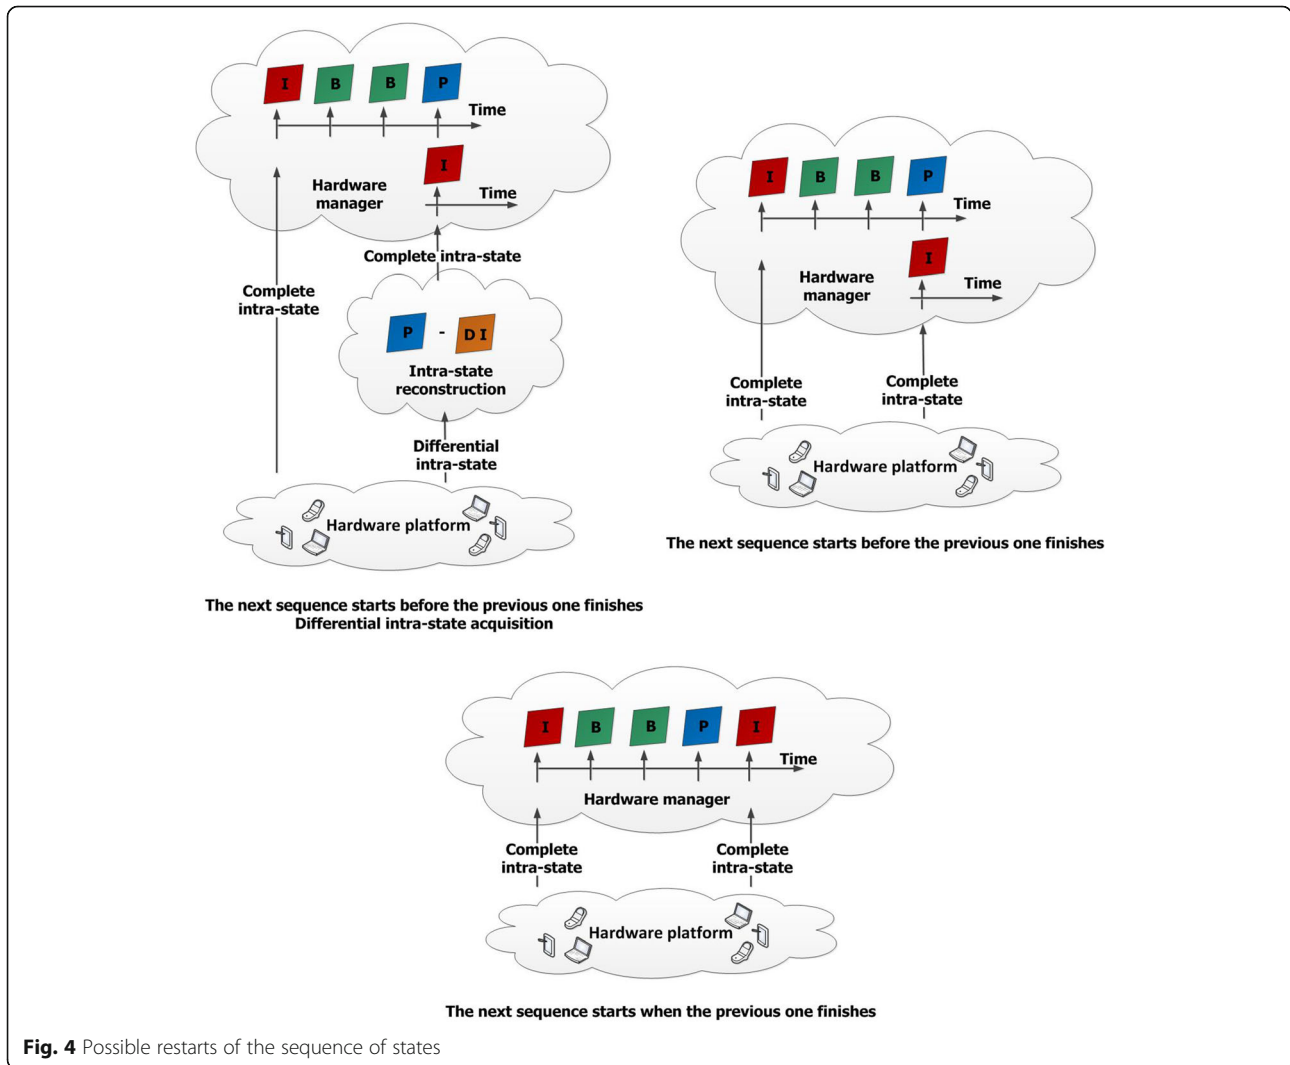 I B B P
Time
I
Hardware
manager
Time
Complete intra-state
Complete
intra-state
P - D I
Intra-state
reconstruction
Differential
intra-state
Hardware platform
The next sequence starts before the previous one finishes
Differential intra-state acquisition
I B B P
Time
I
Hardware
manager
Time
Complete
intra-state
Complete
intra-state
Hardware platform
The next sequence starts before the previous one finishes
I B B P I
Time
Hardware manager
Complete
intra-state
Complete
intra-state
Hardware platform
The next sequence starts when the previous one finishes
Fig. 4 Possible restarts of the sequence of states